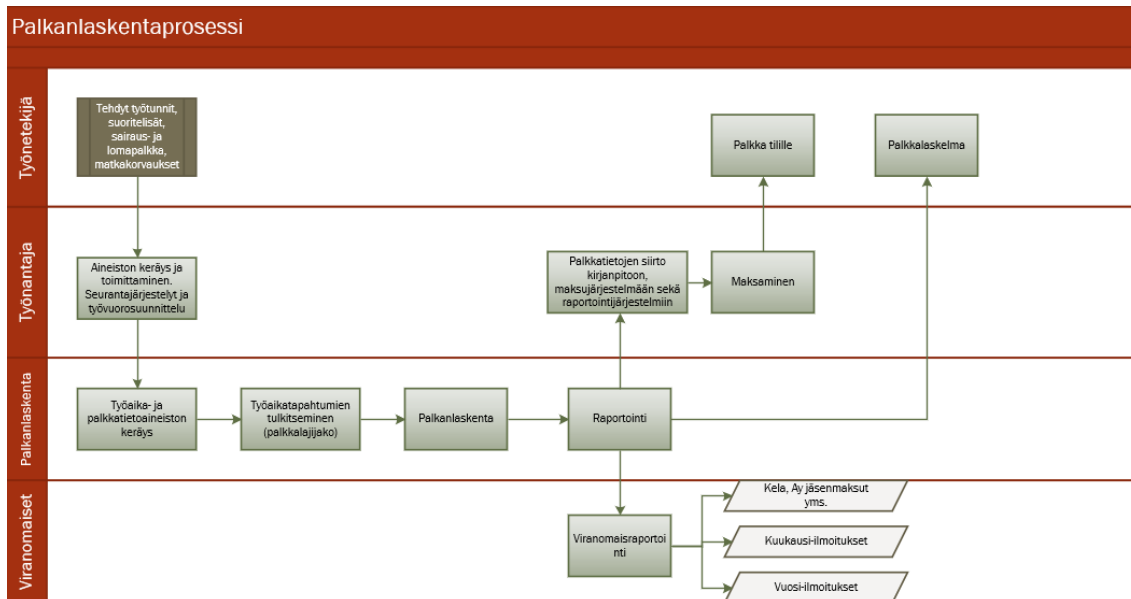 Palkanlaskentaprosessi
Työnetekijä
Tehdyt työtunnit,
suoritelisät,
sairaus- ja
lomapalkka,
matkakorvaukset
Palkka tilille
Palkkalaskelma
Työnantaja
Aineiston keräys ja
toimittaminen.
Seurantajärjestelyt ja
työvuorosuunnittelu
Palkkatietojen siirto
kirjanpitoon,
maksujärjestelmään sekä
raportointijärjestelmiin
Maksaminen
Palkanlaskenta
Työaika- ja
palkkatietoaineiston
keräys
Työaikatapahtumien
tulkitseminen
(palkkalajijako)
Palkanlaskenta
Raportointi
Viranomaiset
Viranomaisraportoi
nti
Kela, Ay jäsenmaksut
yms.
Kuukausi-ilmoitukset
Vuosi-ilmoitukset